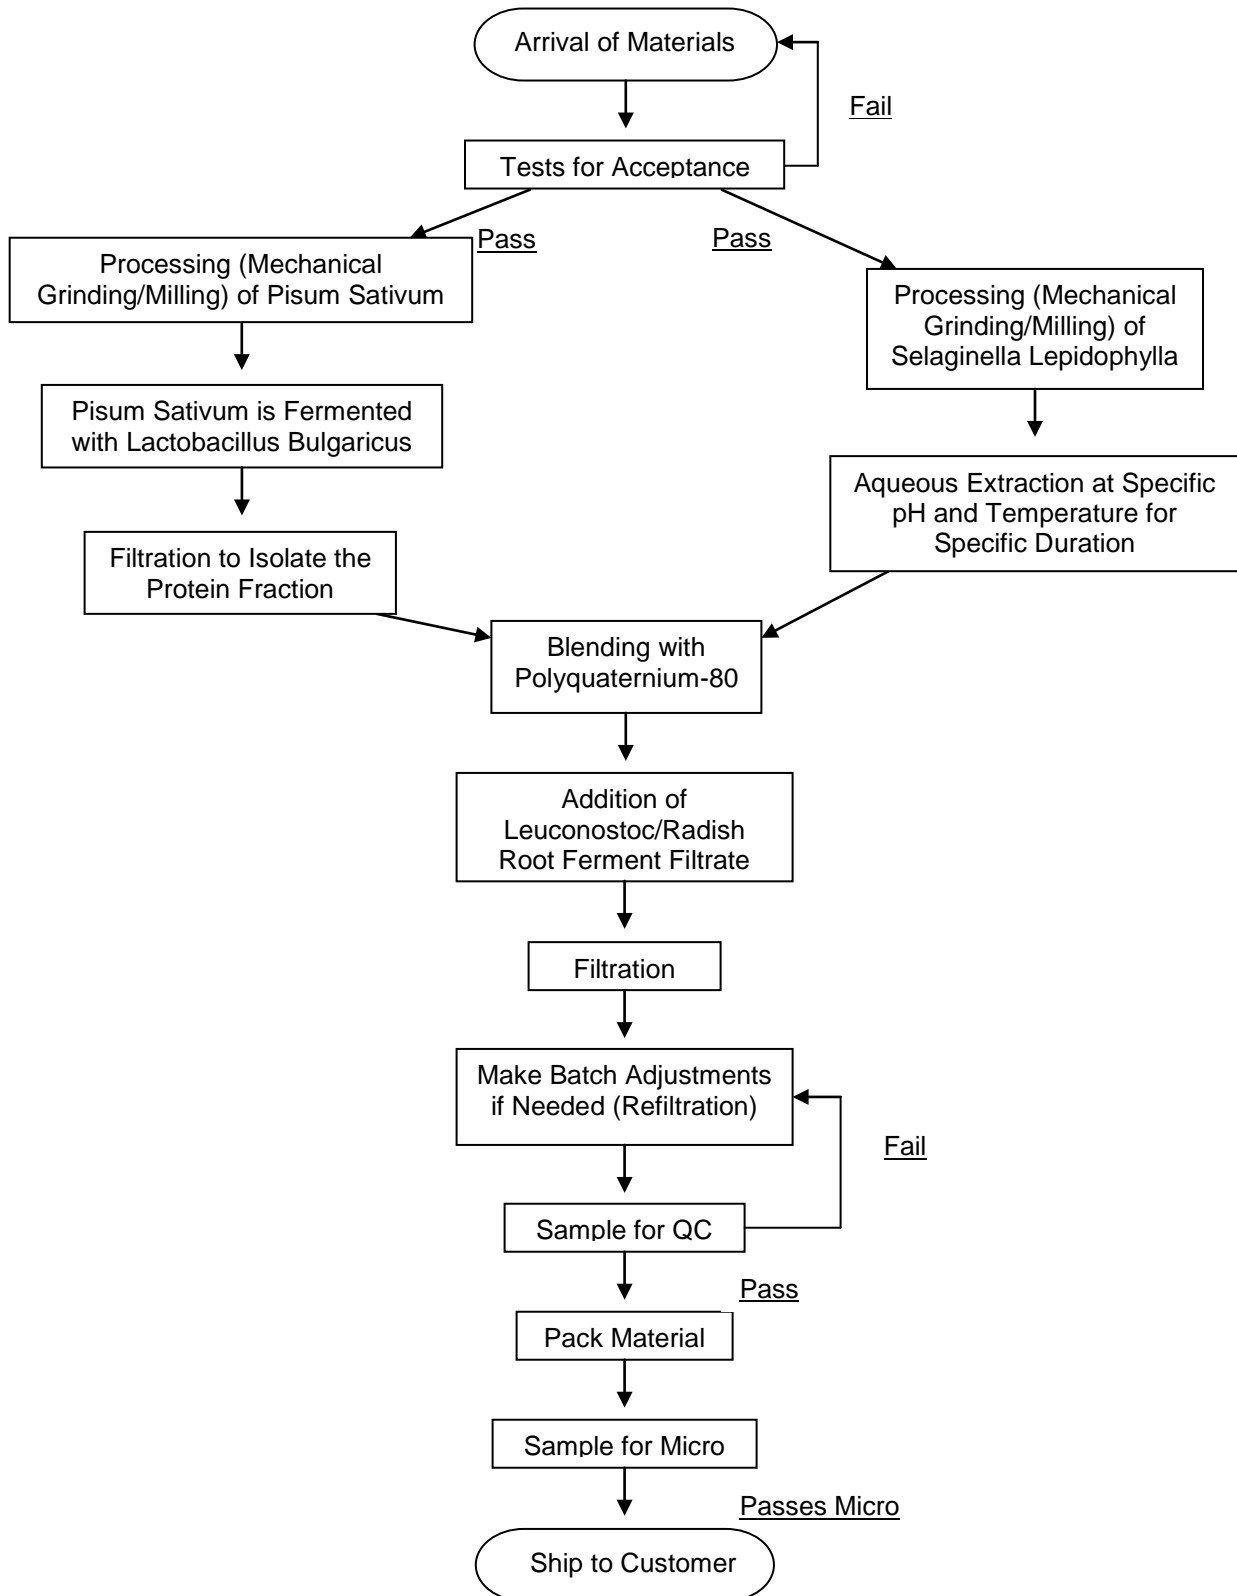 Arrival of Materials
Fail
Tests for Acceptance
Pass
Pass
Processing (Mechanical
Grinding/Milling) of Pisum Sativum
Processing (Mechanical
Grinding/Milling) of
Selaginella Lepidophylla
Pisum Sativum is Fermented
with Lactobacillus Bulgaricus
Aqueous Extraction at Specific
pH and Temperature for
Specific Duration
Filtration to Isolate the
Protein Fraction
Blending with
Polyquaternium-80
Addition of
Leuconostoc/Radish
Root Ferment Filtrate
Filtration
Make Batch Adjustments
if Needed (Refiltration)
Fail
Sample for QC
Pass
Pack Material
Sample for Micro
Passes Micro
Ship to Customer